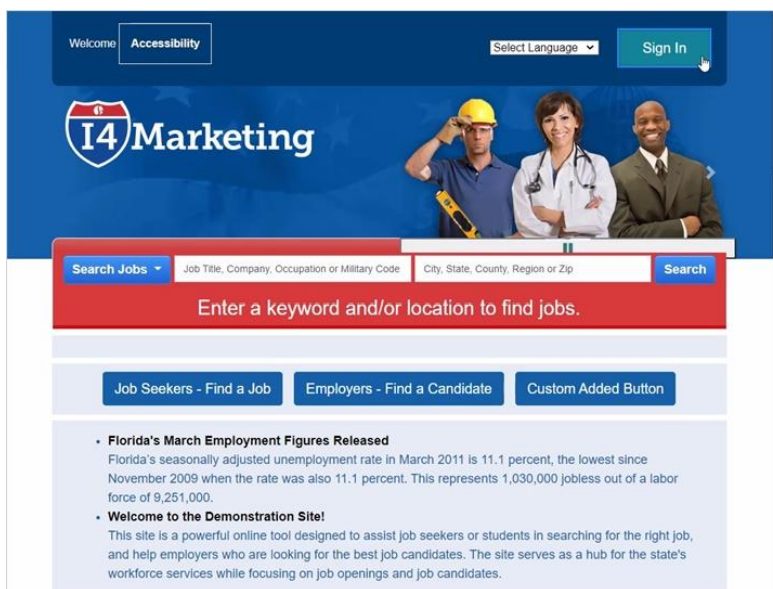 Welcome Accessibility
Select Language
Sign In
I4 Marketing
Search Jobs
Job Title, Company, Occupation or Military Code
City, State, County, Region or Zip
Search
Enter a keyword and/or location to find jobs.
Job Seekers - Find a Job
Employers - Find a Candidate
Custom Added Button
• Florida's March Employment Figures Released
Florida's seasonally adjusted unemployment rate in March 2011 is 11.1 percent, the lowest since
November 2009 when the rate was also 11.1 percent. This represents 1,030,000 jobless out of a labor
force of 9,251,000.
• Welcome to the Demonstration Site!
This site is a powerful online tool designed to assist job seekers or students in searching for the right job,
and help employers who are looking for the best job candidates. The site serves as a hub for the state's
workforce services while focusing on job openings and job candidates.